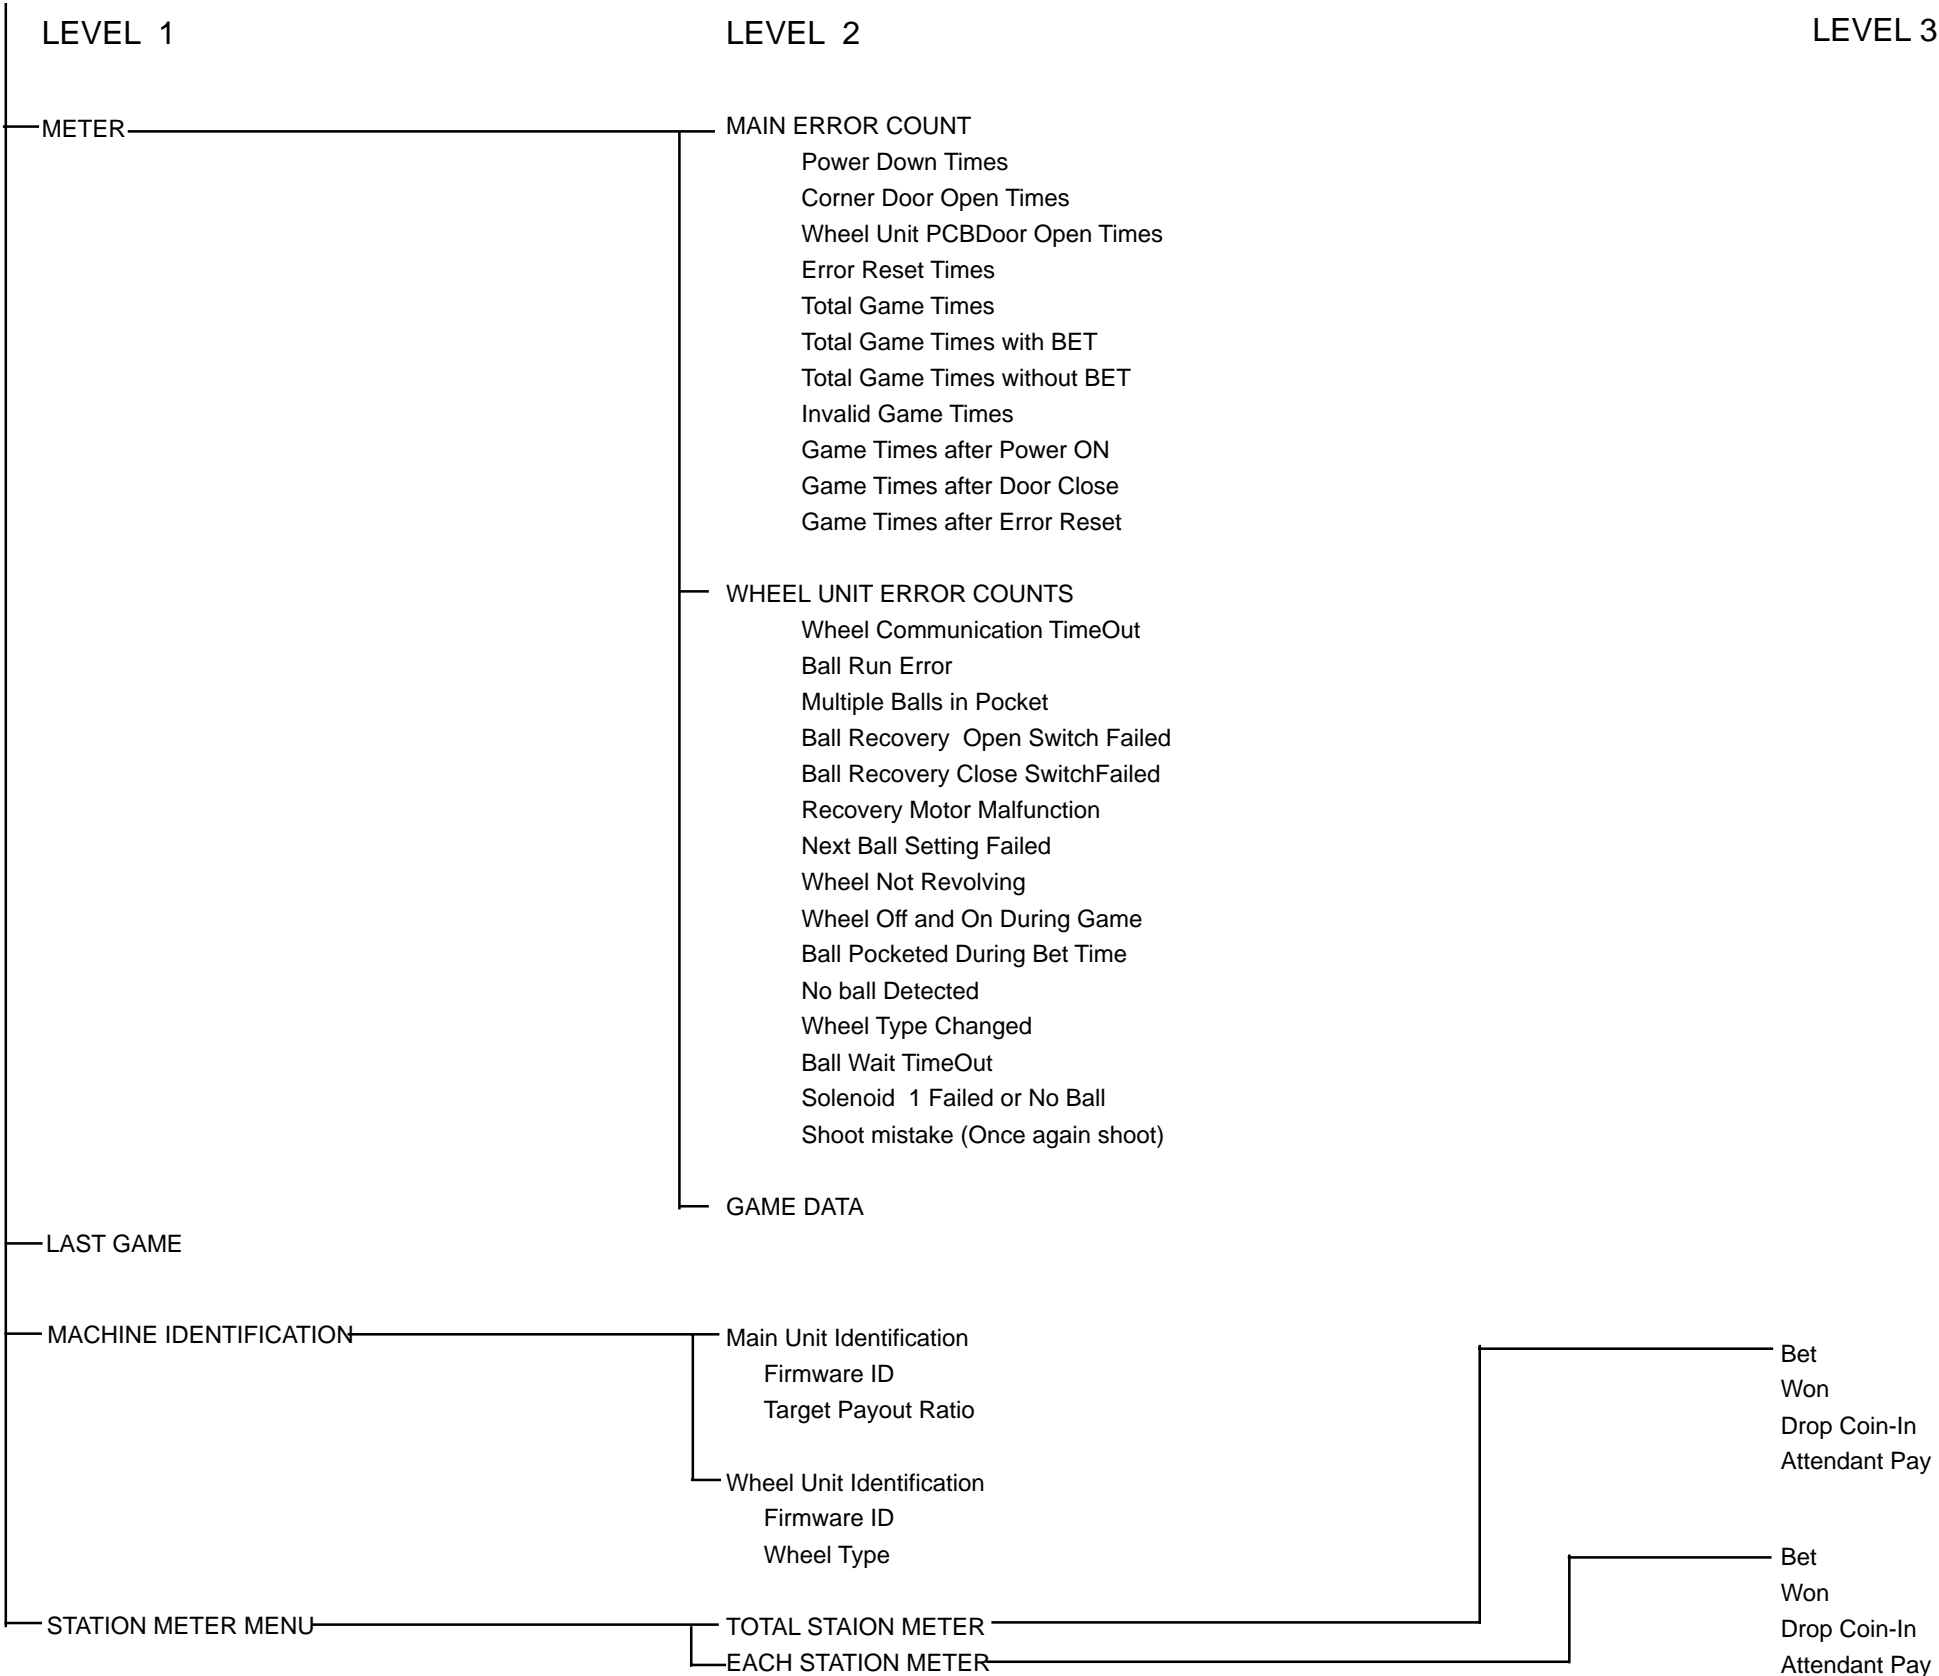 LEVEL  1
LEVEL  2
LEVEL 3
METER
MAIN ERROR COUNT
Power Down Times
Corner Door Open Times
Wheel Unit PCBDoor Open Times
Error Reset Times
Total Game Times
Total Game Times with BET
Total Game Times without BET
Invalid Game Times
Game Times after Power ON
Game Times after Door Close
Game Times after Error Reset
WHEEL UNIT ERROR COUNTS
Wheel Communication TimeOut
Ball Run Error
Multiple Balls in Pocket
Ball Recovery  Open Switch Failed
Ball Recovery Close SwitchFailed
Recovery Motor Malfunction
Next Ball Setting Failed
Wheel Not Revolving
Wheel Off and On During Game
Ball Pocketed During Bet Time
No ball Detected
Wheel Type Changed
Ball Wait TimeOut
Solenoid  1 Failed or No Ball
Shoot mistake (Once again shoot)
GAME DATA
LAST GAME
MACHINE IDENTIFICATION
Main Unit Identification
Firmware ID
Target Payout Ratio
Wheel Unit Identification
Firmware ID
Wheel Type
STATION METER MENU
TOTAL STAION METER
EACH STATION METER
Bet
Won
Drop Coin-In
Attendant Pay
Bet
Won
Drop Coin-In
Attendant Pay